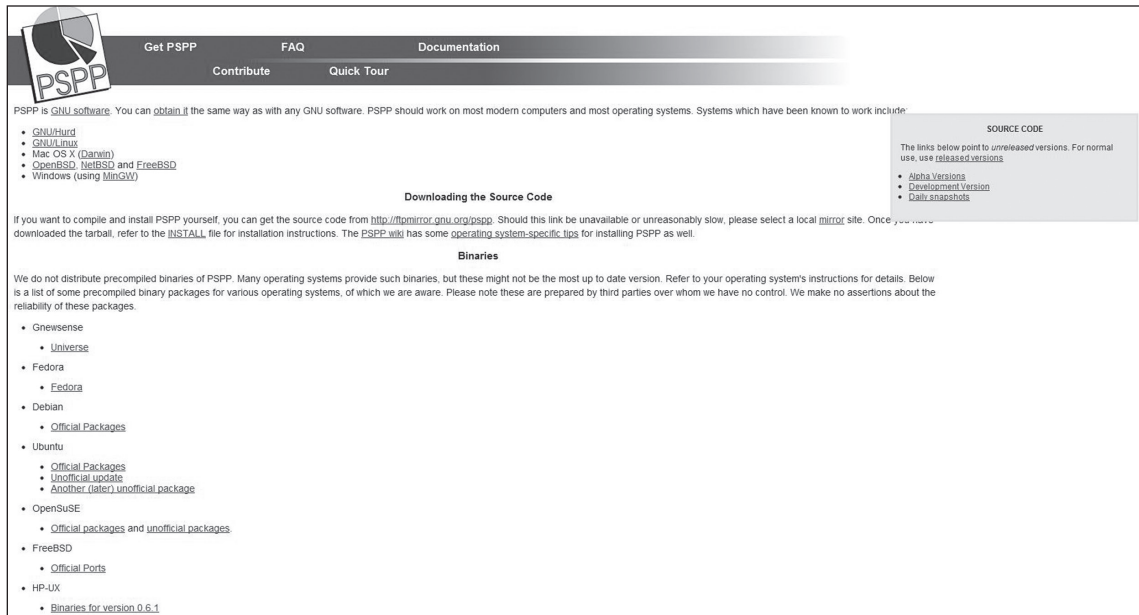 PSPP
Get PSPP FAQ Documentation
Contribute Quick Tour
PSPP is GNU software. You can obtain it the same way as with any GNU software. PSPP should work on most modern computers and most operating systems. Systems which have been known to work include:
• GNU/Hurd
• GNU/Linux
• Mac OS X (Darwin)
• OpenBSD, NetBSD and FreeBSD
• Windows (using MinGW)
SOURCE CODE
The links below point to unreleased versions. For normal
use, use released versions
• Alpha Versions
• Development Version
• Daily snapshots
Downloading the Source Code
If you want to compile and install PSPP yourself, you can get the source code from http://ftpmirror.gnu.org/pspp. Should this link be unavailable or unreasonably slow, please select a local mirror site. Once you have
downloaded the tarball, refer to the INSTALL file for installation instructions. The PSPP wiki has some operating system-specific tips for installing PSPP as well.
Binaries
We do not distribute precompiled binaries of PSPP. Many operating systems provide such binaries, but these might not be the most up to date version. Refer to your operating system's instructions for details. Below
is a list of some precompiled binary packages for various operating systems, of which we are aware. Please note these are prepared by third parties over whom we have no control. We make no assertions about the
reliability of these packages.
• Gnewsense
• Universe
• Fedora
• Fedora
• Debian
• Official Packages
• Ubuntu
• Official Packages
• Unofficial update
• Another (later) unofficial package
• OpenSuSE
• Official packages and unofficial packages.
• FreeBSD
• Official Ports
• HP-UX
• Binaries for version 0.6.1